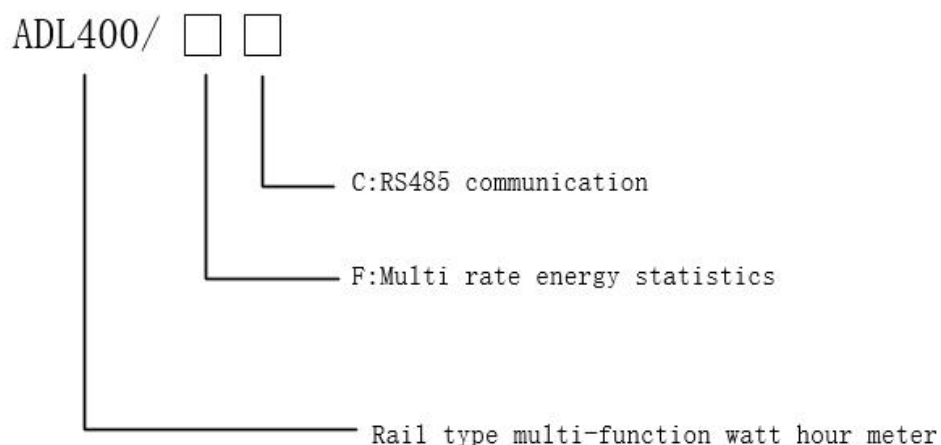 ADL400/ □ □
C:RS485 communication
F:Multi rate energy statistics
Rail type multi-function watt hour meter